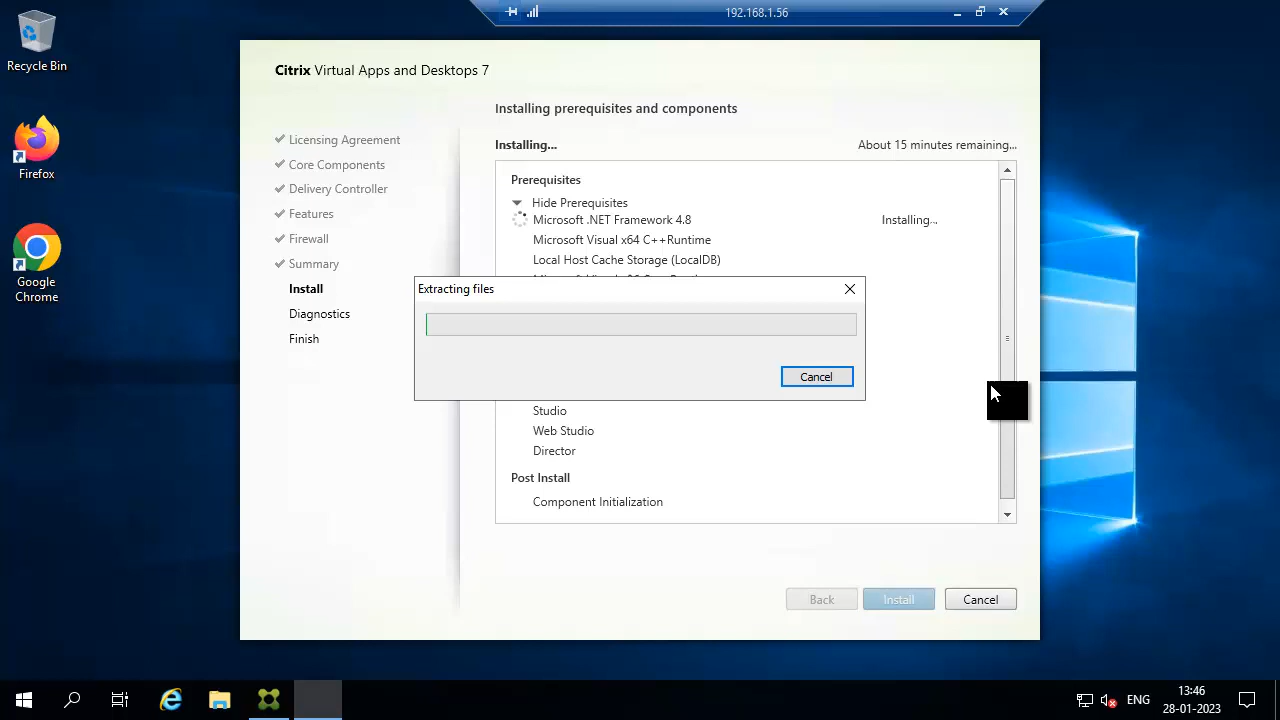 192.168.1.56
Recycle Bin
Firefox
Google
Chrome
Citrix Virtual Apps and Desktops 7
Licensing Agreement
Core Components
Delivery Controller
Features
Firewall
Summary
Install
Diagnostics
Finish
Installing prerequisites and components
Installing... About 15 minutes remaining...
Prerequisites
Hide Prerequisites
Microsoft .NET Framework 4.8 Installing...
Microsoft Visual x64 C++Runtime
Local Host Cache Storage (LocalDB)
Extracting files
Cancel
Studio
Web Studio
Director
Post Install
Component Initialization
Back Install Cancel
ENG
13:46
28-01-2023